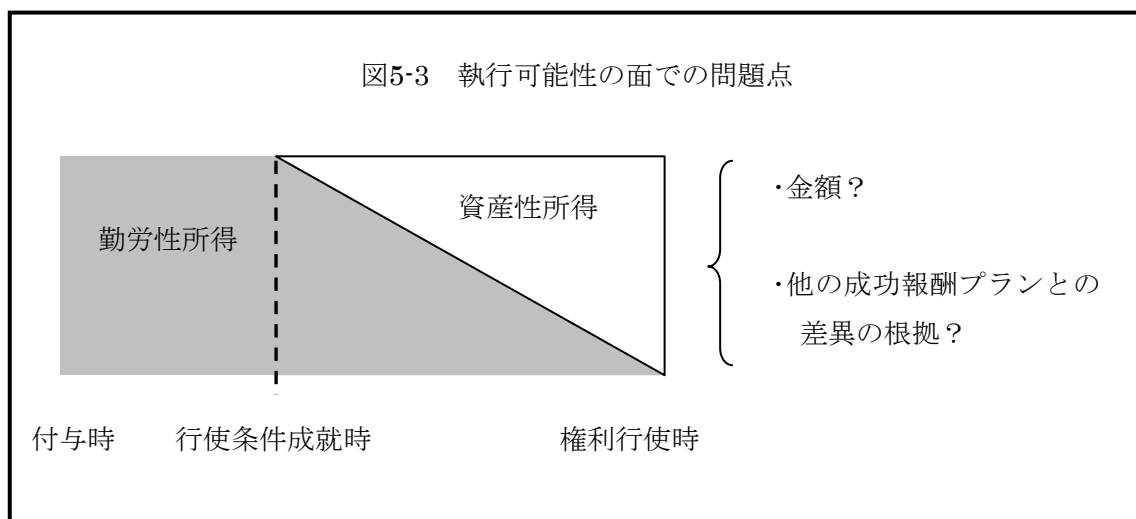 図5-3　執行可能性の面での問題点
勤労性所得
資産性所得
・金額？
・他の成功報酬プランとの
差異の根拠？
付与時　行使条件成就時　権利行使時